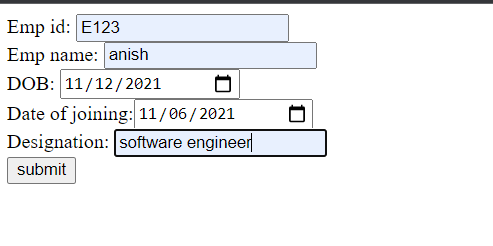 Emp id: E123
Emp name: anish
DOB: 11/12/2021
Date of joining: 11/06/2021
Designation: software engineer
submit